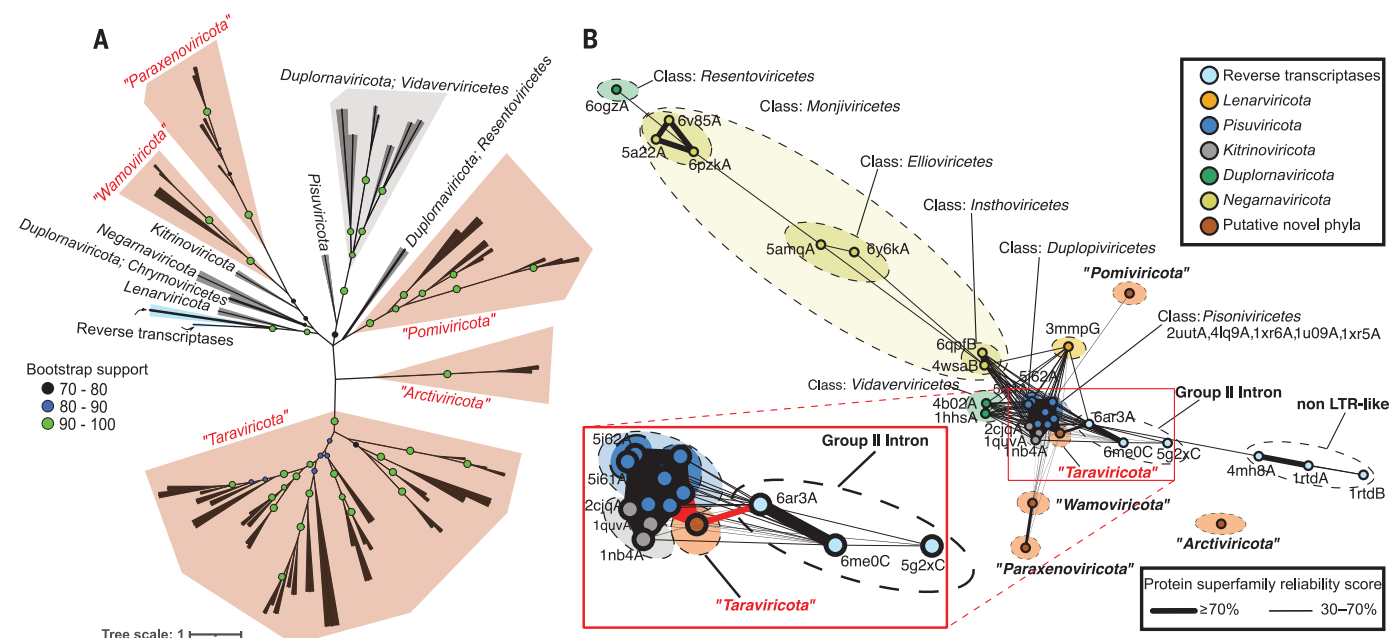 A
"Paraxenoviricota"
"Wamoviricota"
Duplornaviricota; Vidaverviricetes
Duplornaviricota; Resentoviricetes
Pisuviricota
Kitrinoviricota
Negarnaviricota
Duplornaviricota; Chrymoviricetes
Lenarviricota
Reverse transcriptases
"Pomiviricota"
"Arctiviricota"
"Taraviricota"
Bootstrap support
70 - 80
80 - 90
90 - 100
Tree scale: 1
B
Class: Resentoviricetes
6ogzA
Class: Monjiviricetes
6v85A
5a22A
6pzkA
Class: Ellioviricetes
5amqA
6y6kA
Class: Insthoviricetes
Class: Duplopiviricetes
"Pomiviricota"
Class: Pisoniviricetes
2uutA,4lq9A,1xr6A,1u09A,1xr5A
3mmpG
6qpfB
4wsaB
5j62A
Class: Vidaverviricetes
4b02A
1hhsA
2cjqA
1quvA
1nb4A
6ar3A
Group II Intron
non LTR-like
6me0C
5g2xC
4mh8A
1rtdA
1rtdB
"Taraviricota"
"Wamoviricota"
"Arctiviricota"
"Paraxenoviricota"
5j62A
5j61A
2cjqA
1quvA
1nb4A
Group II Intron
6ar3A
6me0C
5g2xC
"Taraviricota"
Reverse transcriptases
Lenarviricota
Pisuviricota
Kitrinoviricota
Duplornaviricota
Negarnaviricota
Putative novel phyla
Protein superfamily reliability score
≥70%
30–70%